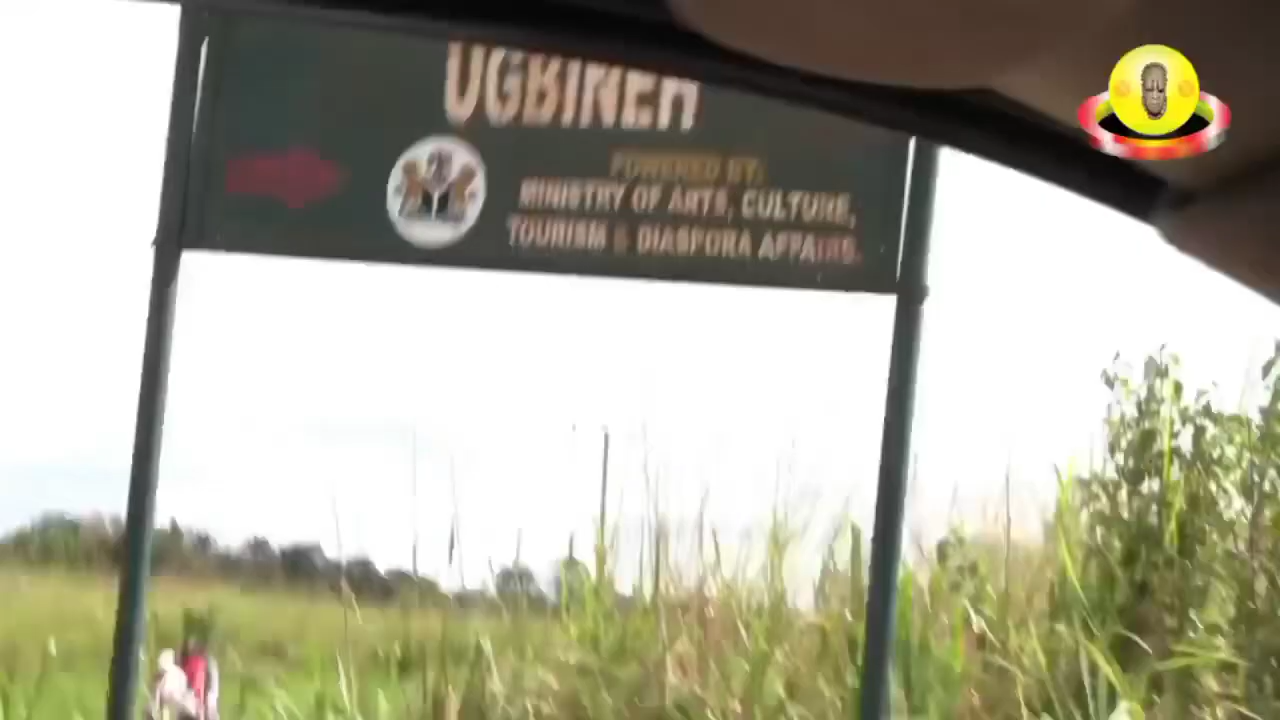 UGBINEH
POWERED BY:
MINISTRY OF ARTS, CULTURE,
TOURISM & DIASPORA AFFAIRS.